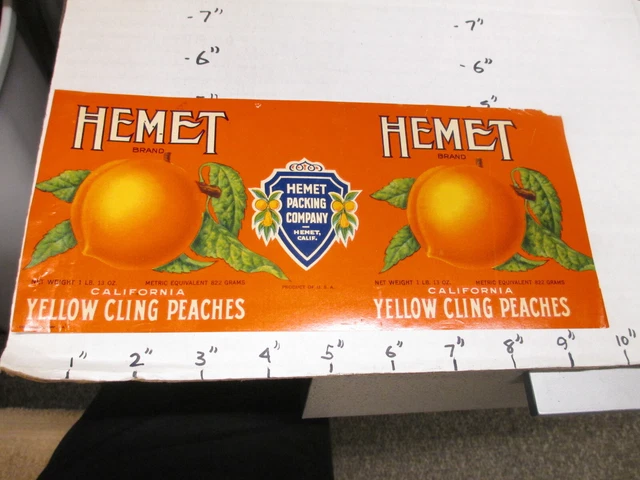 -7"
-7"
-6"
-6"
HEMET
BRAND
HEMET
BRAND
HEMET
PACKING
COMPANY
HEMET,
CALIF.
NET WEIGHT 1 LB. 13 OZ. METRIC EQUIVALENT 822 GRAMS
CALIFORNIA
YELLOW CLING PEACHES
PRODUCT OF U.S.A.
NET WEIGHT 1 LB. 13 OZ. METRIC EQUIVALENT 822 GRAMS
CALIFORNIA
YELLOW CLING PEACHES
1" 2" 3" 4" 5" 6" 7" 8" 9" 10"